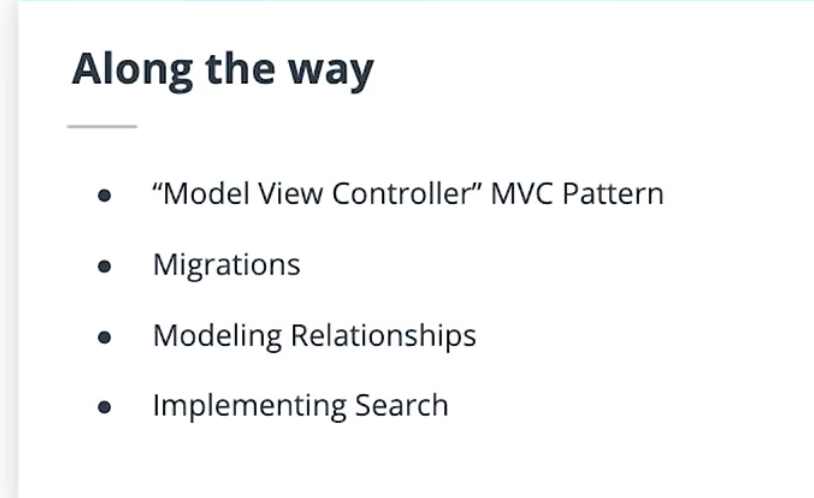 Along the way
● “Model View Controller” MVC Pattern
● Migrations
● Modeling Relationships
● Implementing Search